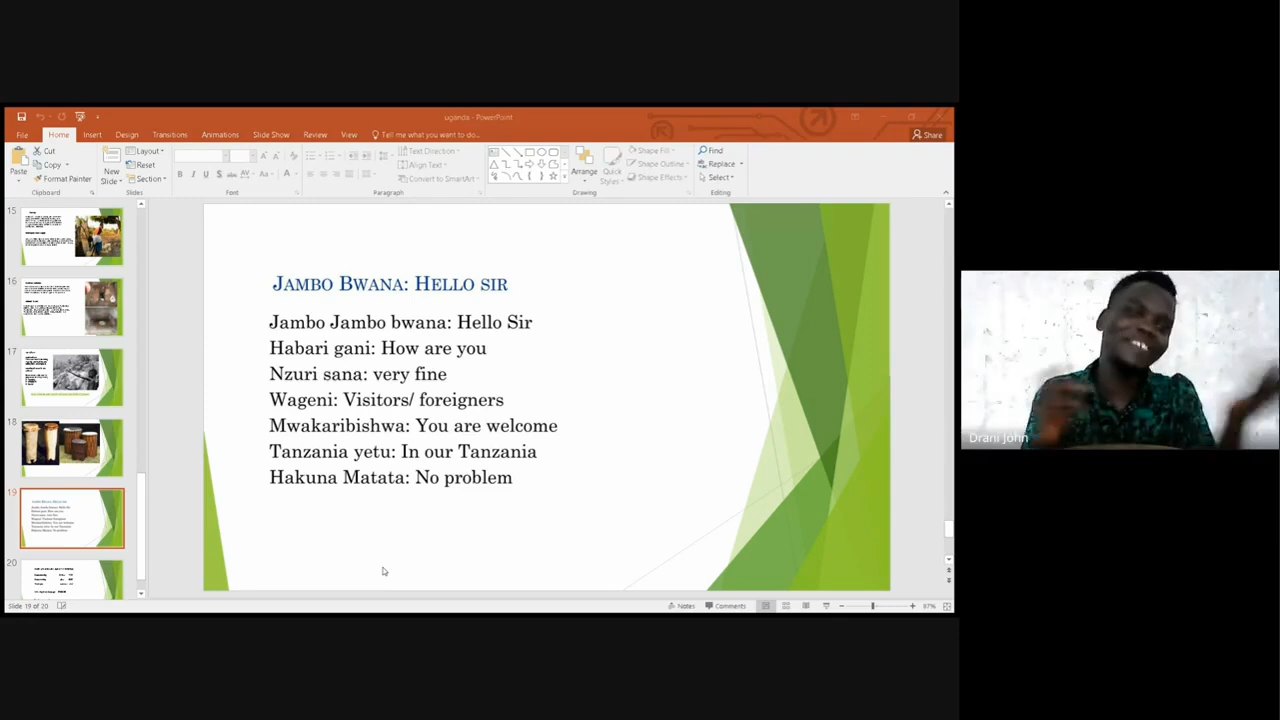 uganda - PowerPoint
File Home Insert Design Transitions Animations Slide Show Review View Tell me what you want to do... Share
Paste
Cut
Copy
Format Painter
Clipboard
New Slide
Layout
Reset
Section
Slides
Font
Text Direction
Align Text
Convert to SmartArt
Paragraph
Arrange
Quick Styles
Shape Fill
Shape Outline
Shape Effects
Drawing
Find
Replace
Select
Editing
15
16
17
18
19
20
JAMBO BWANA: HELLO SIR
Jambo Jambo bwana: Hello Sir
Habari gani: How are you
Nzuri sana: very fine
Wageni: Visitors/ foreigners
Mwakaribishwa: You are welcome
Tanzania yetu: In our Tanzania
Hakuna Matata: No problem
Drani John
Slide 19 of 20
Notes
Comments
87%